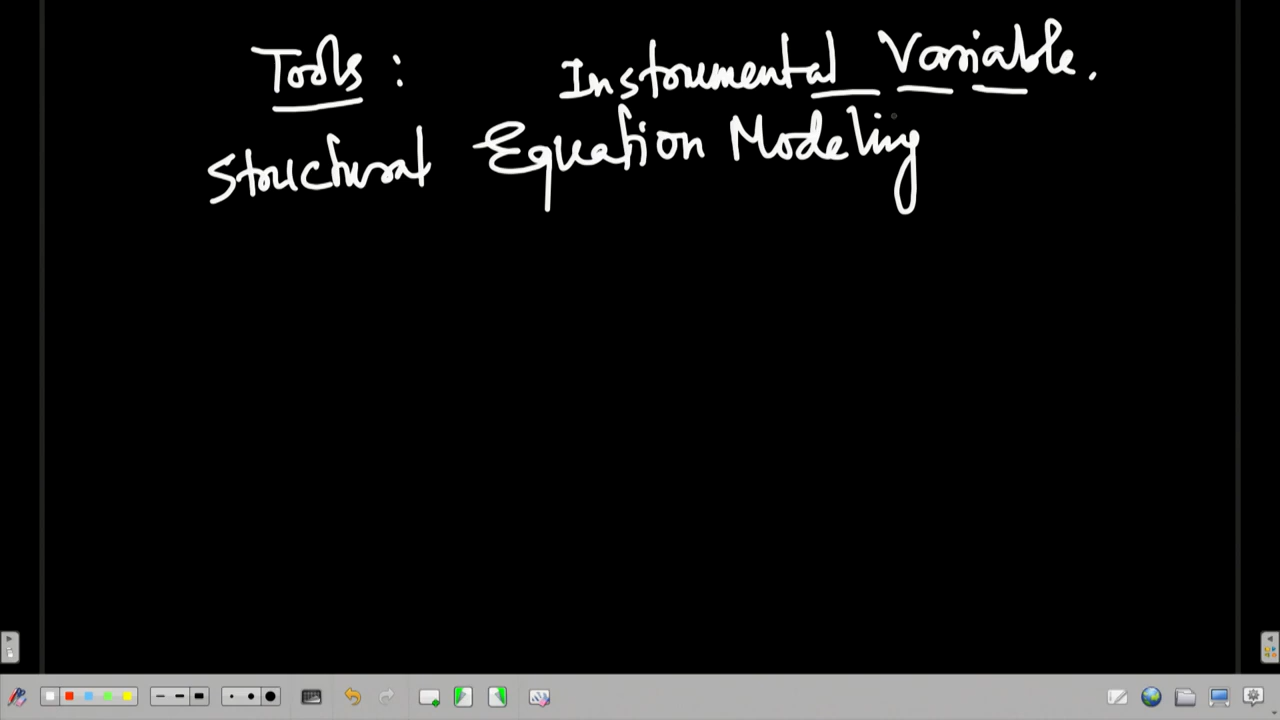 Tools : Instrumental Variable.
Structural Equation Modeling